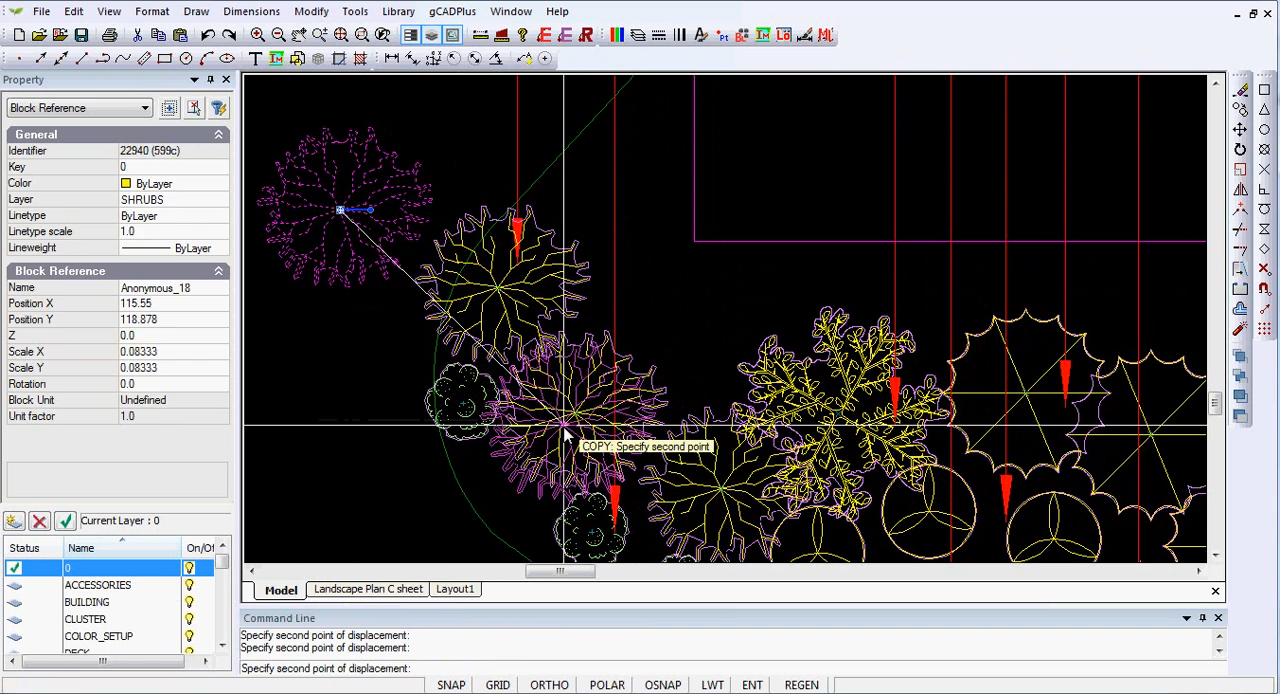 File Edit View Format Draw Dimensions Modify Tools Library gCADPlus Window Help
Property
Block Reference
General
Identifier 22940 (599c)
Key 0
Color ByLayer
Layer SHRUBS
Linetype ByLayer
Linetype scale 1.0
Lineweight ByLayer
Block Reference
Name Anonymous_18
Position X 115.55
Position Y 118.878
Z 0.0
Scale X 0.08333
Scale Y 0.08333
Rotation 0.0
Block Unit Undefined
Unit factor 1.0
COPY: Specify second point
Current Layer : 0
Status Name On/Of
0
ACCESSORIES
BUILDING
CLUSTER
COLOR_SETUP
DECK
Model Landscape Plan C sheet Layout1
Command Line
Specify second point of displacement:
Specify second point of displacement:
Specify second point of displacement:
SNAP GRID ORTHO POLAR OSNAP LWT ENT REGEN